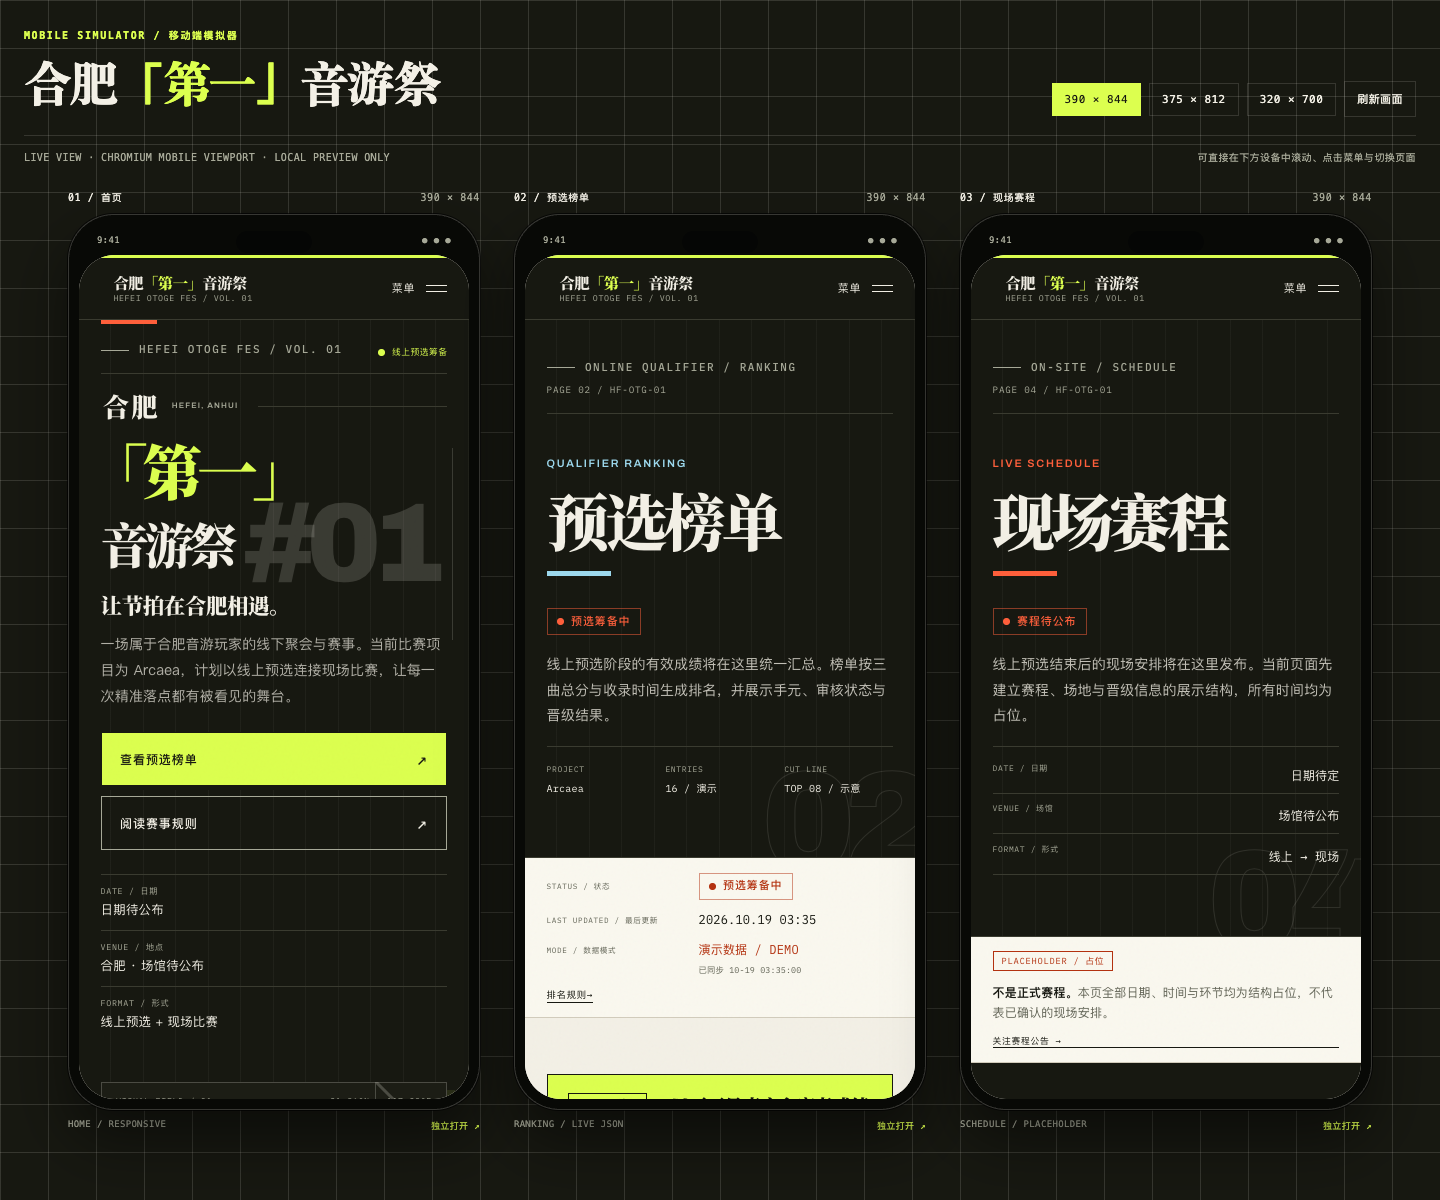 MOBILE SIMULATOR / 移动端模拟器
合肥「第一」音游祭
390 × 844
375 × 812
320 × 700
刷新画面
LIVE VIEW · CHROMIUM MOBILE VIEWPORT · LOCAL PREVIEW ONLY
可直接在下方设备中滚动、点击菜单与切换页面
01 / 首页
390 × 844
9:41
合肥「第一」音游祭
HEFEI OTOGE FES / VOL. 01
菜单
HEFEI OTOGE FES / VOL. 01
线上预选筹备
合肥
HEFEI, ANHUI
「第一」
音游祭
#01
让节拍在合肥相遇。
一场属于合肥音游玩家的线下聚会与赛事。当前比赛项
目为 Arcaea，计划以线上预选连接现场比赛，让每一
次精准落点都有被看见的舞台。
查看预选榜单 ↗
阅读赛事规则 ↗
DATE / 日期
日期待公布
VENUE / 地点
合肥 · 场馆待公布
FORMAT / 形式
线上预选 + 现场比赛
HOME / RESPONSIVE
独立打开 ↗
02 / 预选榜单
390 × 844
9:41
合肥「第一」音游祭
HEFEI OTOGE FES / VOL. 01
菜单
ONLINE QUALIFIER / RANKING
PAGE 02 / HF-OTG-01
QUALIFIER RANKING
预选榜单
预选筹备中
线上预选阶段的有效成绩将在这里统一汇总。榜单按三
曲总分与收录时间生成排名，并展示手元、审核状态与
晋级结果。
PROJECT
Arcaea
ENTRIES
16 / 演示
CUT LINE
TOP 08 / 示意
02
STATUS / 状态
预选筹备中
LAST UPDATED / 最后更新
2026.10.19 03:35
MODE / 数据模式
演示数据 / DEMO
已同步 10-19 03:35:00
排名规则→
RANKING / LIVE JSON
独立打开 ↗
03 / 现场赛程
390 × 844
9:41
合肥「第一」音游祭
HEFEI OTOGE FES / VOL. 01
菜单
ON-SITE / SCHEDULE
PAGE 04 / HF-OTG-01
LIVE SCHEDULE
现场赛程
赛程待公布
线上预选结束后的现场安排将在这里发布。当前页面先
建立赛程、场地与晋级信息的展示结构，所有时间均为
占位。
DATE / 日期
日期待定
VENUE / 场馆
场馆待公布
FORMAT / 形式
线上 → 现场
04
PLACEHOLDER / 占位
不是正式赛程。本页全部日期、时间与环节均为结构占位，不代
表已确认的现场安排。
关注赛程公告 →
SCHEDULE / PLACEHOLDER
独立打开 ↗